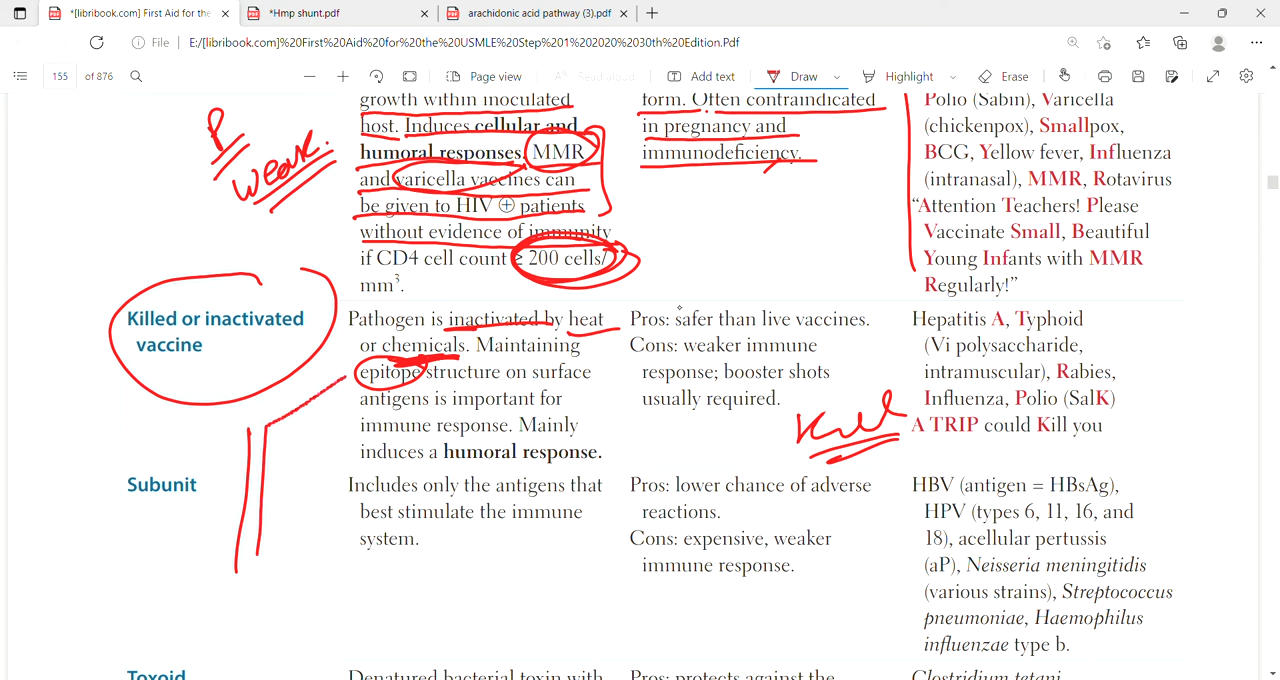 *[libribook.com] First Aid for the
*Hmp shunt.pdf
arachidonic acid pathway (3).pdf
File E:/[libribook.com]%20First%20Aid%20for%20the%20USMLE%20Step%201%202020%2030th%20Edition.Pdf
155 of 876 Page view Read aloud Add text Draw Highlight Erase
P
weak.
growth within inoculated
host. Induces cellular and
humoral responses. MMR
and varicella vaccines can
be given to HIV ⊕ patients
without evidence of immunity
if CD4 cell count ≥ 200 cells/
mm³.
form. Often contraindicated
in pregnancy and
immunodeficiency.
Polio (Sabin), Varicella
(chickenpox), Smallpox,
BCG, Yellow fever, Influenza
(intranasal), MMR, Rotavirus
“Attention Teachers! Please
Vaccinate Small, Beautiful
Young Infants with MMR
Regularly!”
Killed or inactivated
vaccine
Pathogen is inactivated by heat
or chemicals. Maintaining
epitope structure on surface
antigens is important for
immune response. Mainly
induces a humoral response.
Pros: safer than live vaccines.
Cons: weaker immune
response; booster shots
usually required.
Hepatitis A, Typhoid
(Vi polysaccharide,
intramuscular), Rabies,
Influenza, Polio (SalK)
A TRIP could Kill you
Subunit
Includes only the antigens that
best stimulate the immune
system.
Pros: lower chance of adverse
reactions.
Cons: expensive, weaker
immune response.
HBV (antigen = HBsAg),
HPV (types 6, 11, 16, and
18), acellular pertussis
(aP), Neisseria meningitidis
(various strains), Streptococcus
pneumoniae, Haemophilus
influenzae type b.
Toxoid
Denatured bacterial toxin with
Pros: protects against the
Clostridium tetani,